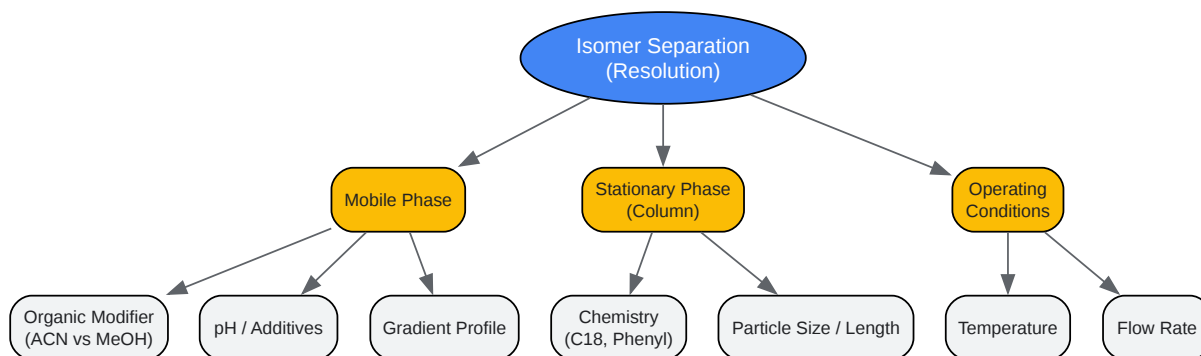 Isomer Separation
(Resolution)
Mobile Phase
Stationary Phase
(Column)
Operating
Conditions
Organic Modifier
(ACN vs MeOH)
pH / Additives
Gradient Profile
Chemistry
(C18, Phenyl)
Particle Size / Length
Temperature
Flow Rate